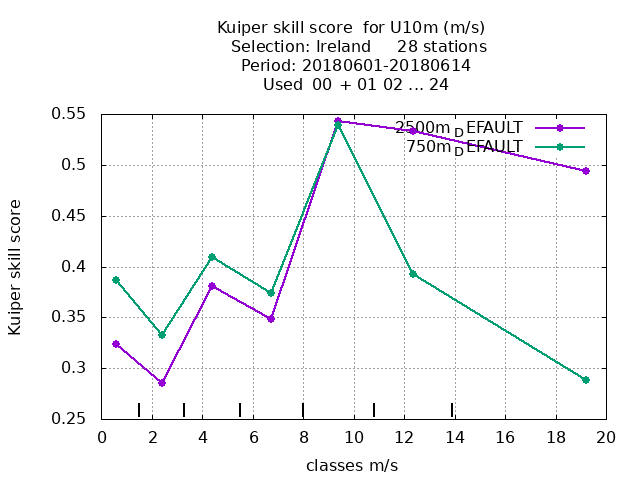 Kuiper skill score  for U10m (m/s)
Selection: Ireland     28 stations
Period: 20180601-20180614
Used  00  + 01 02 ... 24
2500m_DEFAULT
750m_DEFAULT
0.55
0.5
0.45
0.4
0.35
0.3
0.25
Kuiper skill score
0 2 4 6 8 10 12 14 16 18 20
classes m/s